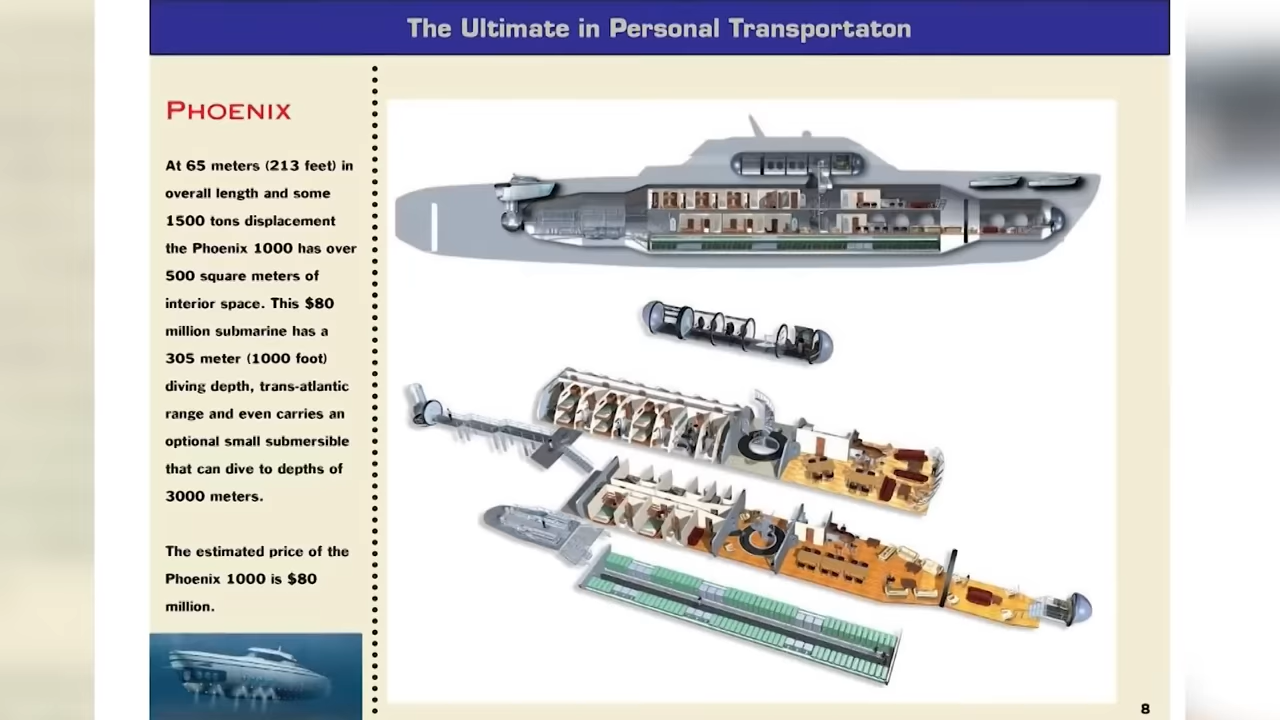 The Ultimate in Personal Transportaton
PHOENIX
At 65 meters (213 feet) in
overall length and some
1500 tons displacement
the Phoenix 1000 has over
500 square meters of
interior space. This $80
million submarine has a
305 meter (1000 foot)
diving depth, trans-atlantic
range and even carries an
optional small submersible
that can dive to depths of
3000 meters.
The estimated price of the
Phoenix 1000 is $80
million.
8